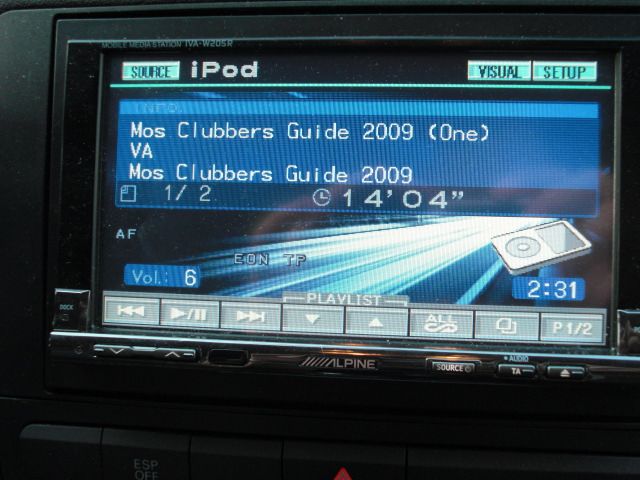 MOBILE MEDIA STATION IVA-W205R
SOURCE iPod VISUAL SETUP
INFO.
Mos Clubbers Guide 2009 (One)
VA
Mos Clubbers Guide 2009
1/ 2 14'04"
AF
EON TP
Vol.: 6 2:31
PLAYLIST
ALL P1/2
DOCK
ALPINE
SOURCE
AUDIO
TA
ESP
OFF